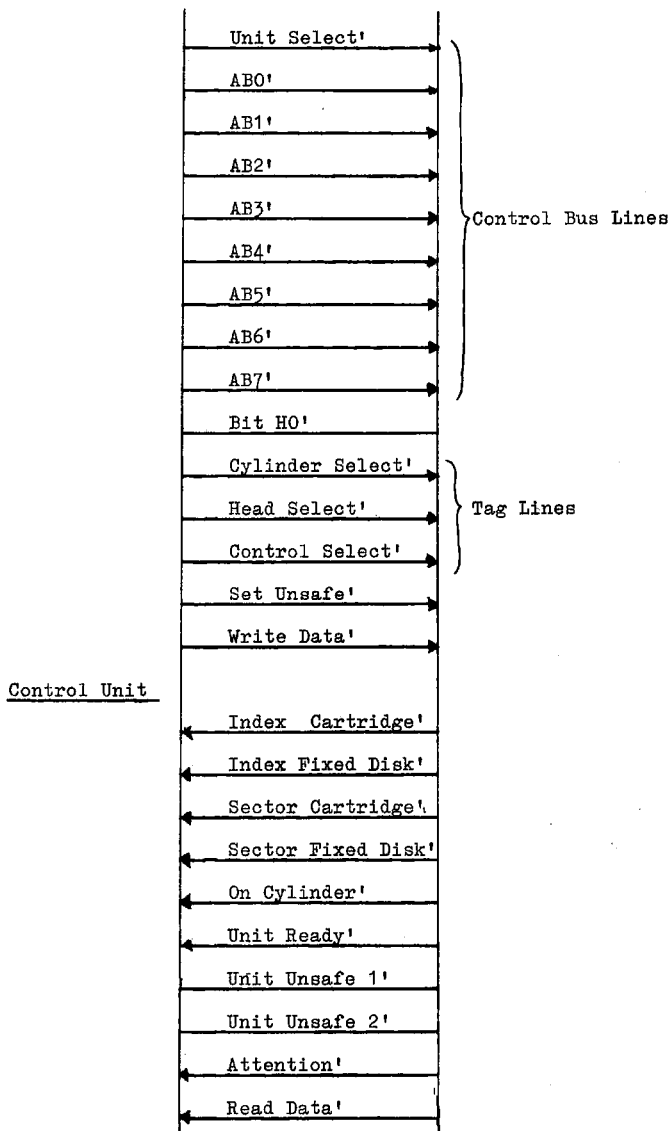 Unit Select'
AB0'
AB1'
AB2'
AB3'
Control Bus Lines
AB4'
AB5'
AB6'
AB7'
Bit H0'
Cylinder Select'
Head Select'
Tag Lines
Control Select'
Set Unsafe'
Write Data'
Control Unit
Index Cartridge'
Index Fixed Disk'
Sector Cartridge'
Sector Fixed Disk'
On Cylinder'
Unit Ready'
Unit Unsafe 1'
Unit Unsafe 2'
Attention'
Read Data'